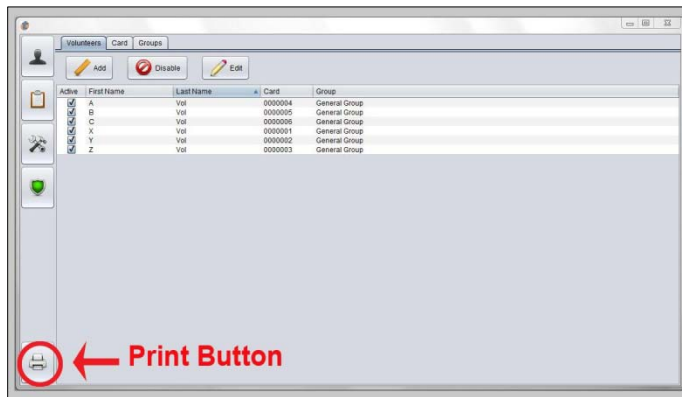 Volunteers Card Groups
Add Disable Edit
Active First Name Last Name Card Group
A Vol 0000004 General Group
B Vol 0000005 General Group
C Vol 0000006 General Group
X Vol 0000001 General Group
Y Vol 0000002 General Group
Z Vol 0000003 General Group
Print Button